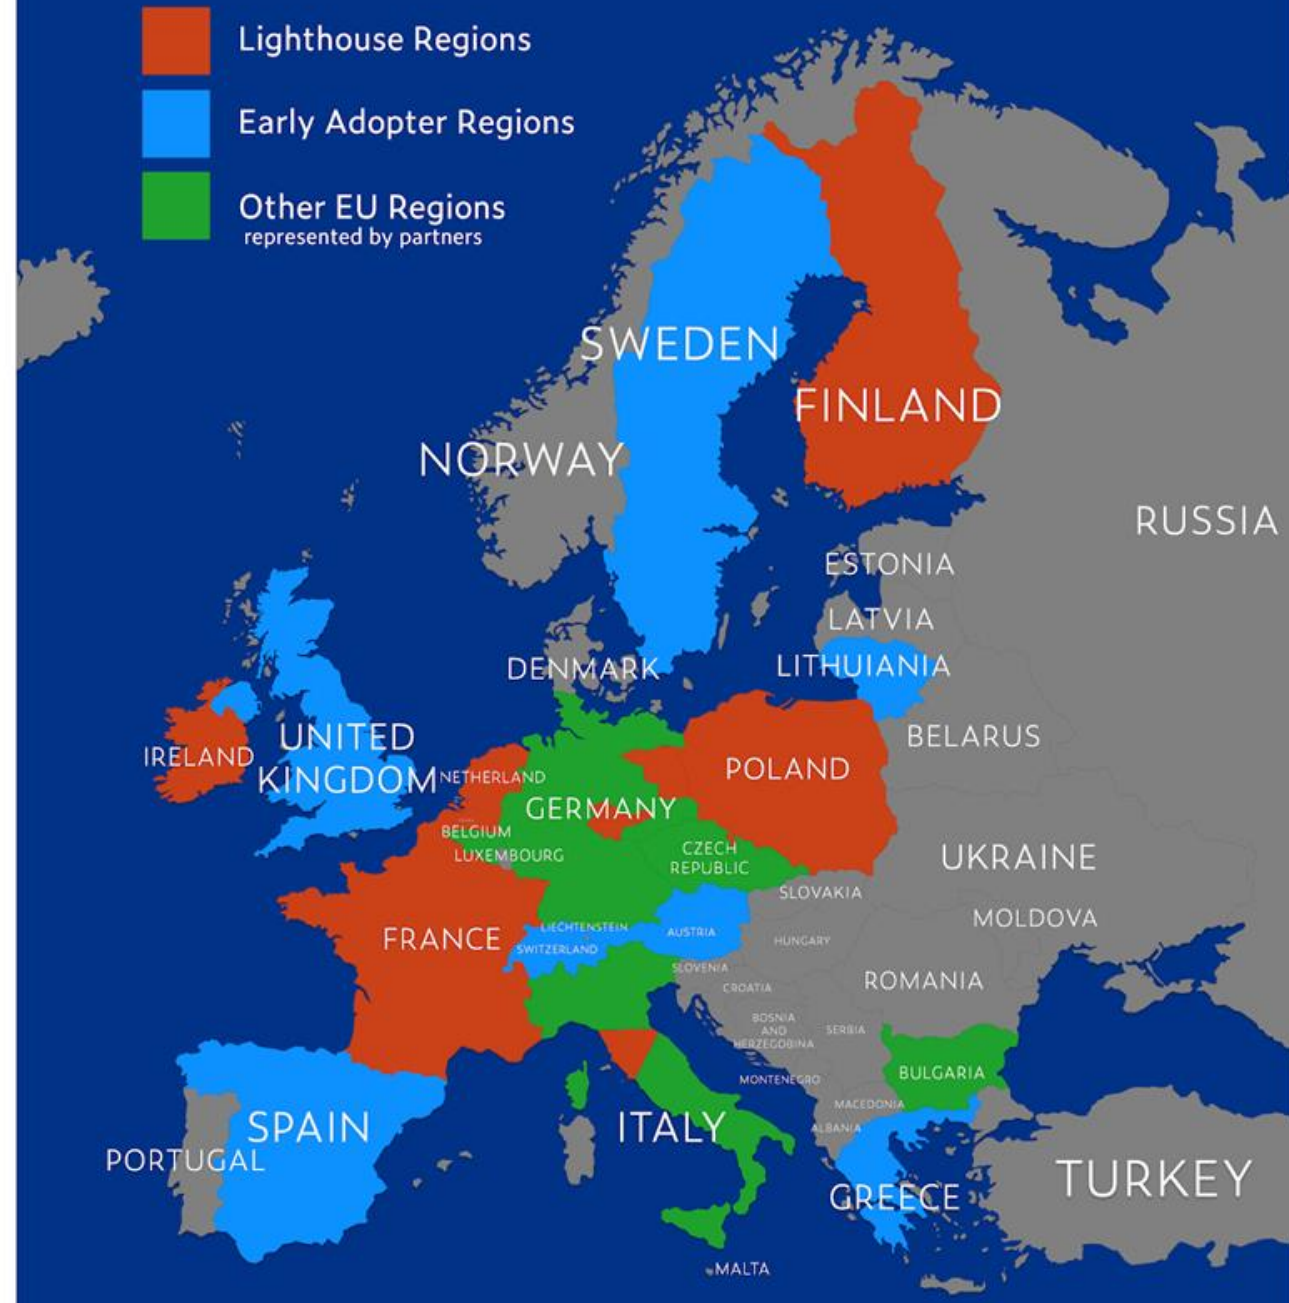 Lighthouse Regions
Early Adopter Regions
Other EU Regions
represented by partners
SWEDEN
FINLAND
NORWAY
RUSSIA
ESTONIA
LATVIA
DENMARK
LITHUIANIA
IRELAND
UNITED
KINGDOM
BELARUS
NETHERLAND
POLAND
GERMANY
BELGIUM
LUXEMBOURG
CZECH
REPUBLIC
UKRAINE
SLOVAKIA
MOLDOVA
FRANCE
LIECHTENSTEIN
SWITZERLAND
AUSTRIA
HUNGARY
SLOVENIA
ROMANIA
CROATIA
BOSNIA
AND
HERZEGOBINA
SERBIA
MONTENEGRO
BULGARIA
MACEDONIA
ALBANIA
SPAIN
PORTUGAL
ITALY
GREECE
TURKEY
MALTA